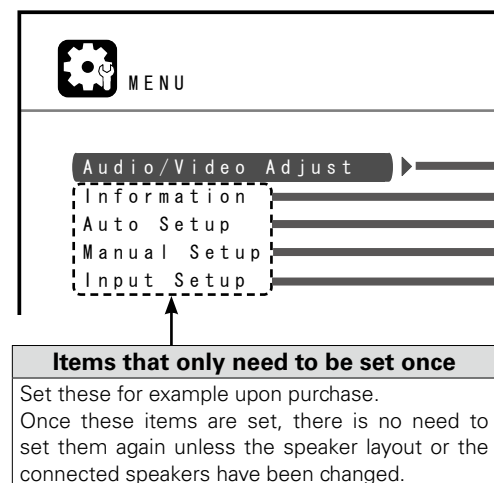 MENU
Audio/Video Adjust
Information
Auto Setup
Manual Setup
Input Setup
Items that only need to be set once
Set these for example upon purchase.
Once these items are set, there is no need to
set them again unless the speaker layout or the
connected speakers have been changed.